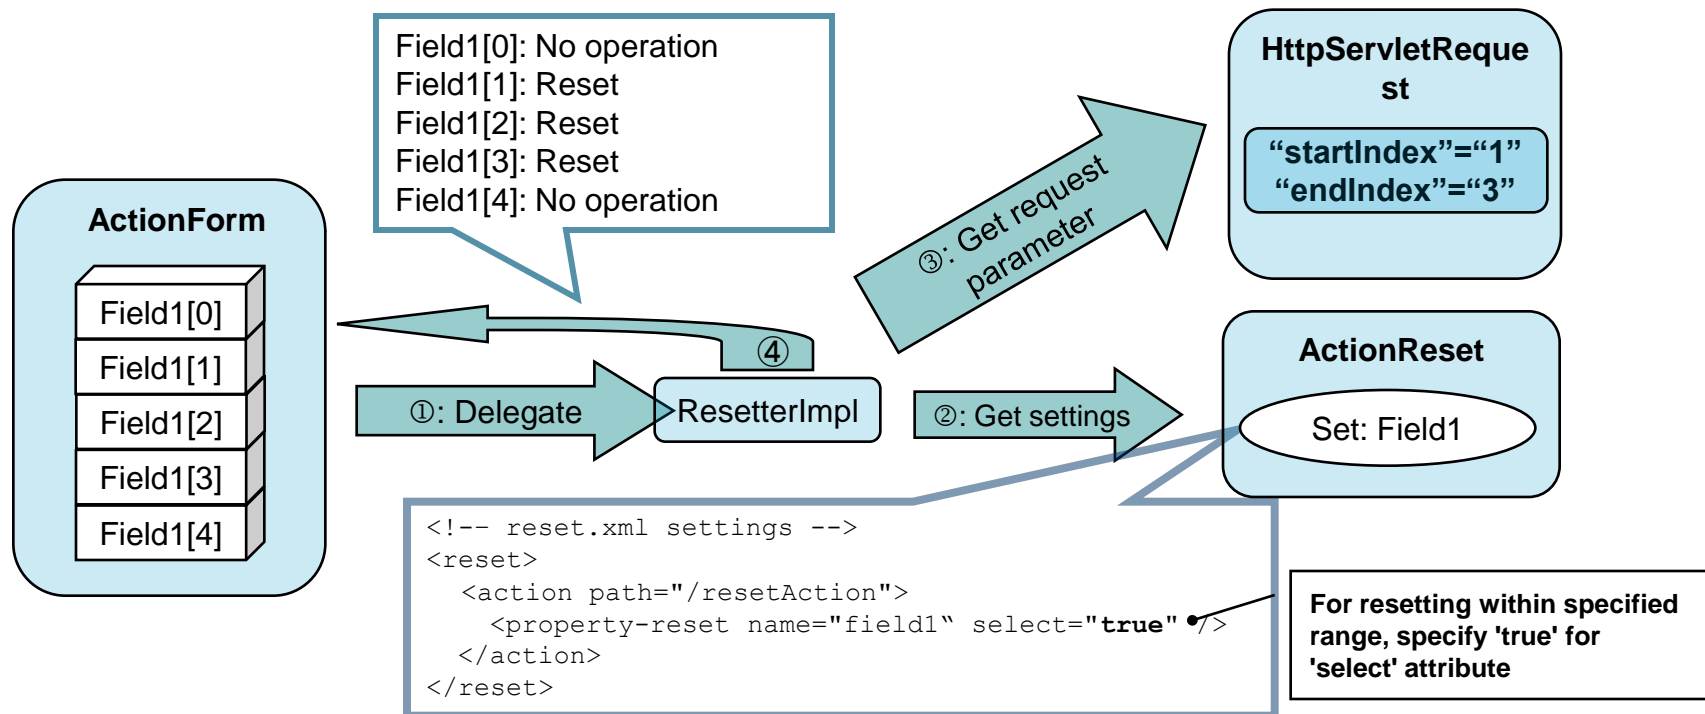 Field1[0]: No operation
Field1[1]: Reset
Field1[2]: Reset
Field1[3]: Reset
Field1[4]: No operation
HttpServletReque
st
“startIndex”=“1”
“endIndex”=“3”
ActionForm
Field1[0]
Field1[1]
Field1[2]
Field1[3]
Field1[4]
③: Get request
parameter
④
①: Delegate
ResetterImpl
②: Get settings
ActionReset
Set: Field1
<!-- reset.xml settings -->
<reset>
<action path="/resetAction">
<property-reset name="field1‟ select="true" />
</action>
</reset>
For resetting within specified
range, specify 'true' for
'select' attribute